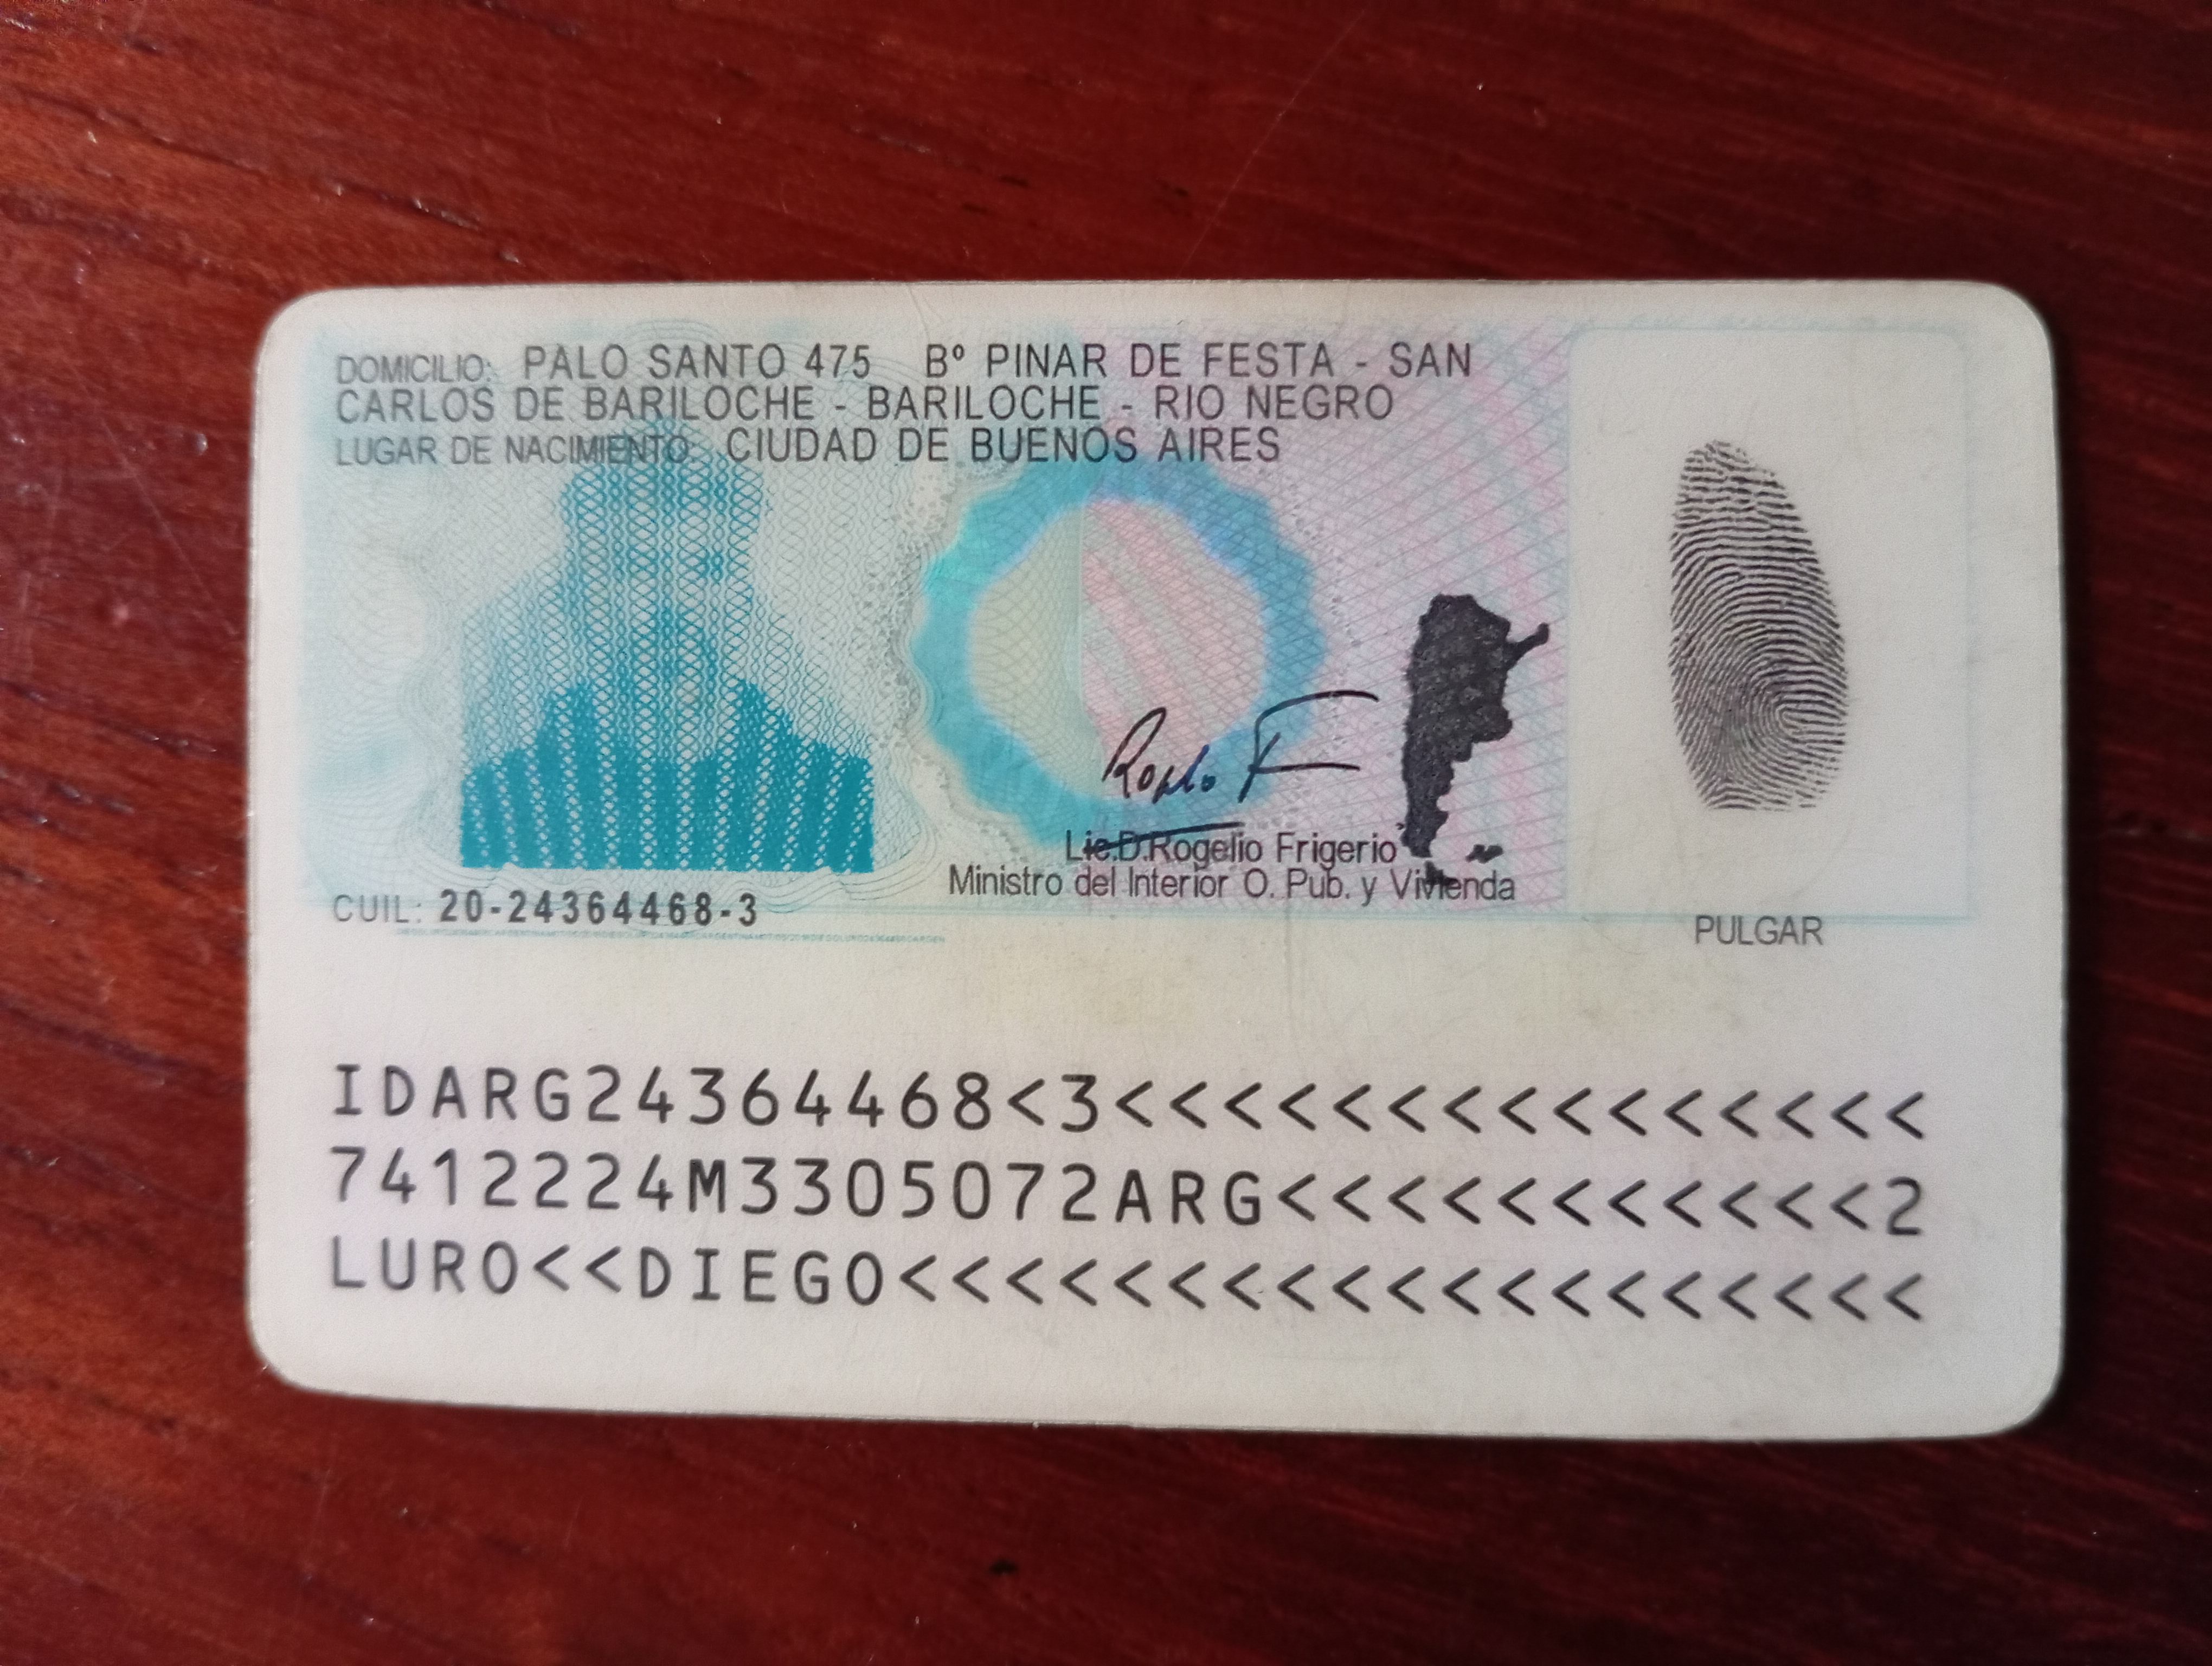 DOMICILIO: PALO SANTO 475 Bº PINAR DE FESTA - SAN
CARLOS DE BARILOCHE - BARILOCHE - RIO NEGRO
LUGAR DE NACIMIENTO: CIUDAD DE BUENOS AIRES
Lic.D.Rogelio Frigerio
Ministro del Interior O. Pub. y Vivienda
CUIL: 20-24364468-3
PULGAR
IDARG24364468<3<<<<<<<<<<<<<<<
7412224M3305072ARG<<<<<<<<<<<2
LURO<<DIEGO<<<<<<<<<<<<<<<<<<<